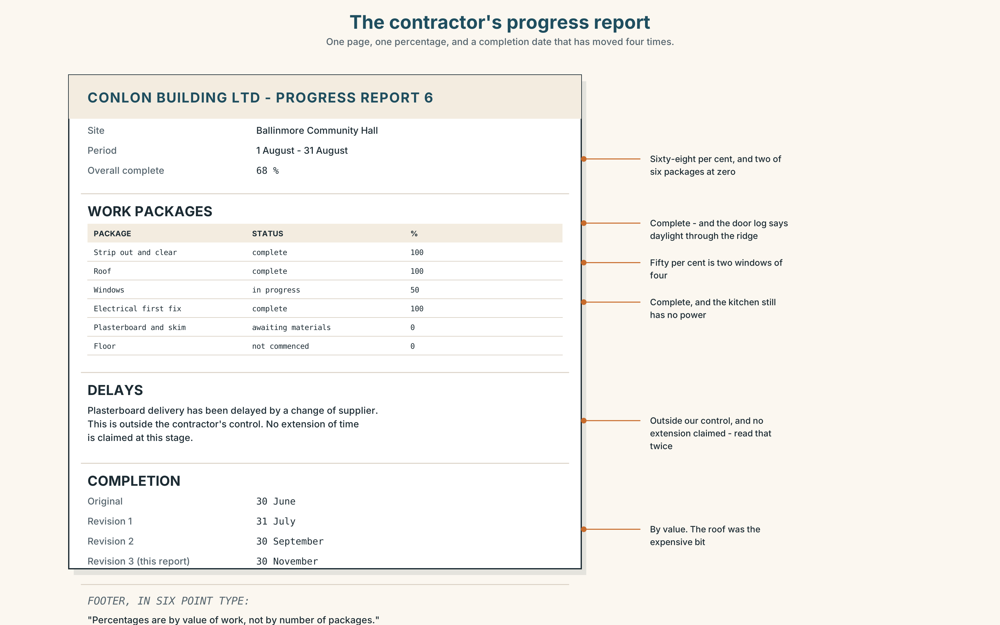 The contractor's progress report
One page, one percentage, and a completion date that has moved four times.
CONLON BUILDING LTD - PROGRESS REPORT 6
Site Ballinmore Community Hall
Period 1 August - 31 August
Overall complete 68 %
Sixty-eight per cent, and two of
six packages at zero
WORK PACKAGES
PACKAGE STATUS %
Strip out and clear complete 100
Roof complete 100
Windows in progress 50
Electrical first fix complete 100
Plasterboard and skim awaiting materials 0
Floor not commenced 0
Complete - and the door log says
daylight through the ridge
Fifty per cent is two windows of
four
Complete, and the kitchen still
has no power
DELAYS
Plasterboard delivery has been delayed by a change of supplier.
This is outside the contractor's control. No extension of time
is claimed at this stage.
Outside our control, and no
extension claimed - read that
twice
COMPLETION
Original 30 June
Revision 1 31 July
Revision 2 30 September
Revision 3 (this report) 30 November
By value. The roof was the
expensive bit
FOOTER, IN SIX POINT TYPE:
"Percentages are by value of work, not by number of packages."